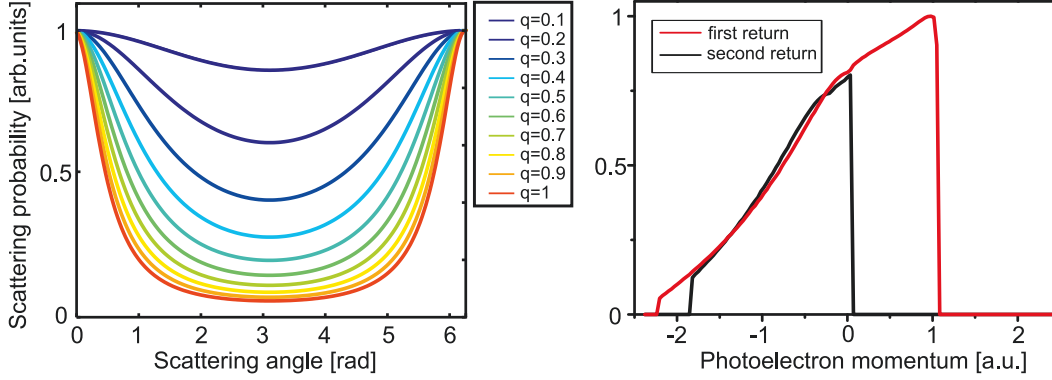 Scattering probability [arb.units]
1
0.5
0
0 1 2 3 4 5 6
Scattering angle [rad]
q=0.1
q=0.2
q=0.3
q=0.4
q=0.5
q=0.6
q=0.7
q=0.8
q=0.9
q=1
1
0.5
0
first return
second return
-2 -1 0 1 2
Photoelectron momentum [a.u.]